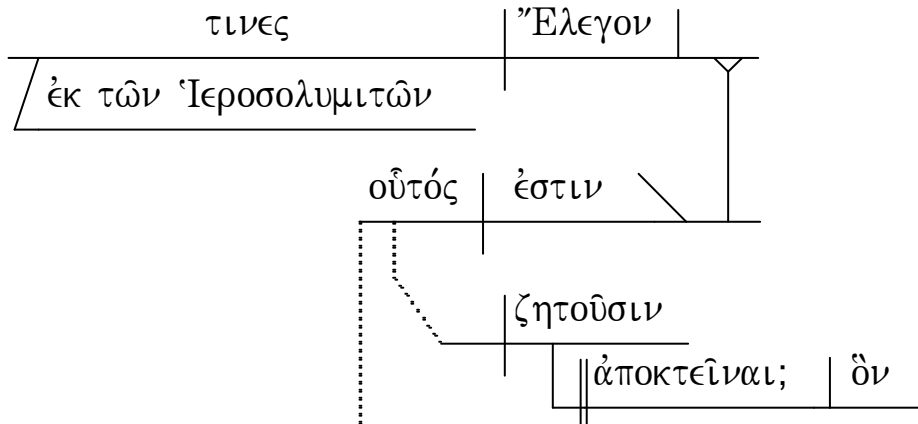 τινες Ἔλεγον
ἐκ τῶν Ἱεροσολυμιτῶν
οὗτός ἐστιν
ζητοῦσιν
ἀποκτεῖναι; ὃν